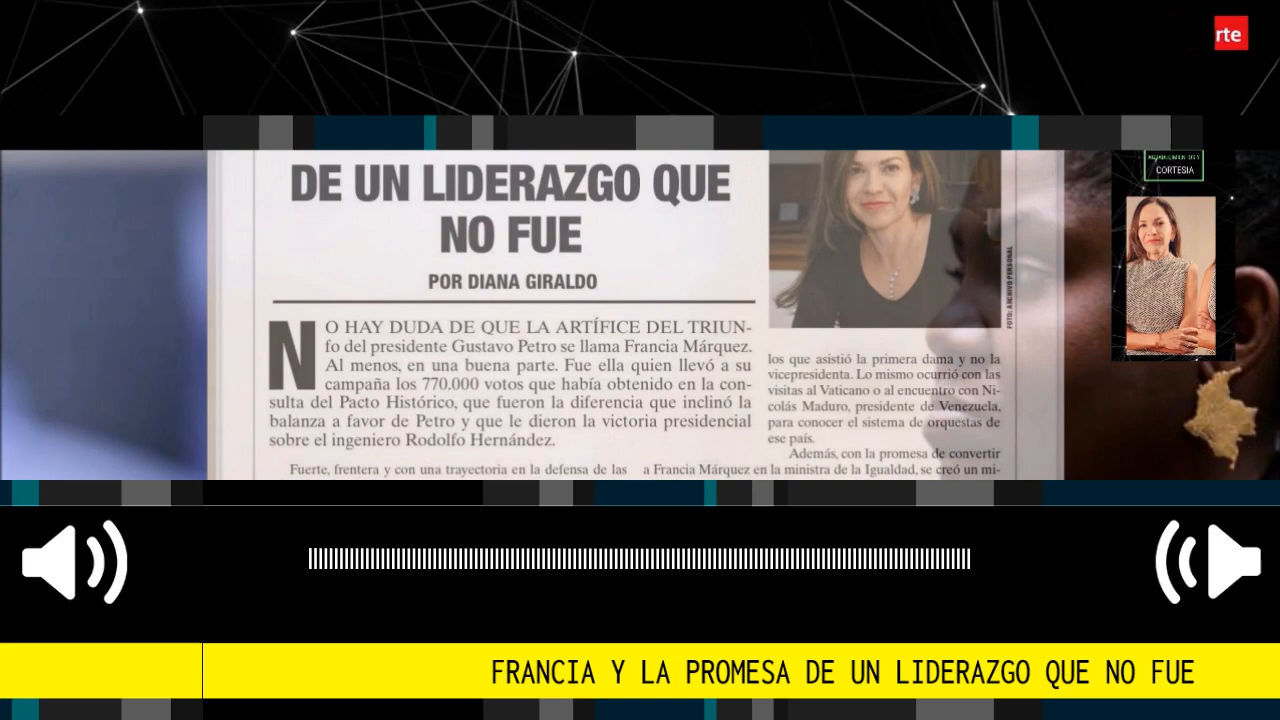 rte
DE UN LIDERAZGO QUE
NO FUE
POR DIANA GIRALDO
NO HAY DUDA DE QUE LA ARTÍFICE DEL TRIUN-
fo del presidente Gustavo Petro se llama Francia Márquez.
Al menos, en una buena parte. Fue ella quien llevó a su
campaña los 770.000 votos que había obtenido en la con-
sulta del Pacto Histórico, que fueron la diferencia que inclinó la
balanza a favor de Petro y que le dieron la victoria presidencial
sobre el ingeniero Rodolfo Hernández.
Fuerte, frentera y con una trayectoria en la defensa de las
FOTO: ARCHIVO PERSONAL
los que asistió la primera dama y no la
vicepresidenta. Lo mismo ocurrió con las
visitas al Vaticano o al encuentro con Ni-
colás Maduro, presidente de Venezuela,
para conocer el sistema de orquestas de
ese país.
Además, con la promesa de convertir
a Francia Márquez en la ministra de la Igualdad, se creó un mi-
CORTESIA
FRANCIA Y LA PROMESA DE UN LIDERAZGO QUE NO FUE